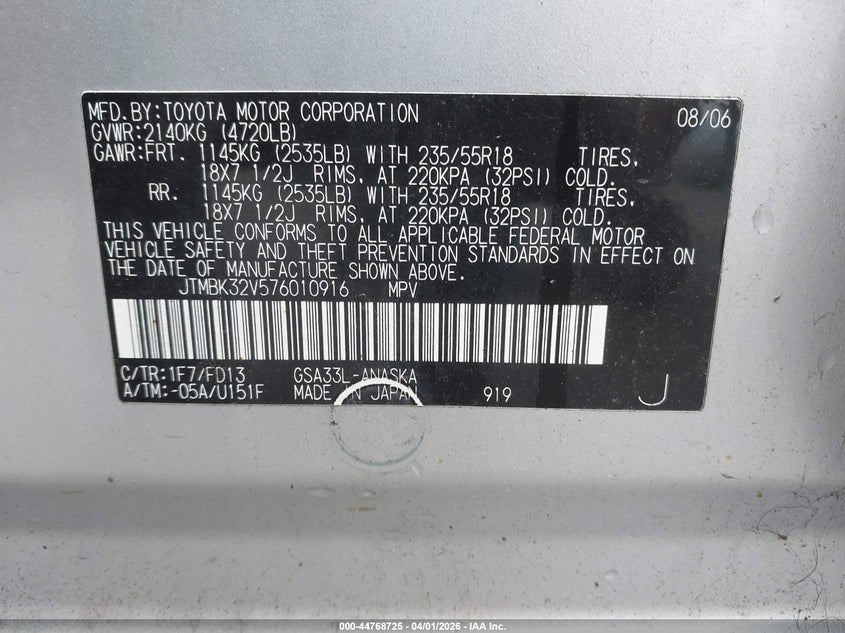 MFD.BY:TOYOTA MOTOR CORPORATION 08/06
GVWR:2140KG (4720LB)
GAWR:FRT. 1145KG (2535LB) WITH 235/55R18 TIRES,
18X7 1/2J RIMS, AT 220KPA (32PSI) COLD.
RR. 1145KG (2535LB) WITH 235/55R18 TIRES,
18X7 1/2J RIMS, AT 220KPA (32PSI) COLD.
THIS VEHICLE CONFORMS TO ALL APPLICABLE FEDERAL MOTOR
VEHICLE SAFETY AND THEFT PREVENTION STANDARDS IN EFFECT ON
THE DATE OF MANUFACTURE SHOWN ABOVE.
JTMBK32V576010916 MPV
C/TR:1F7/FD13 GSA33L-ANASKA
A/TM:-05A/U151F MADE IN JAPAN 919 J
000-44768725 | 04/01/2026 - IAA Inc.